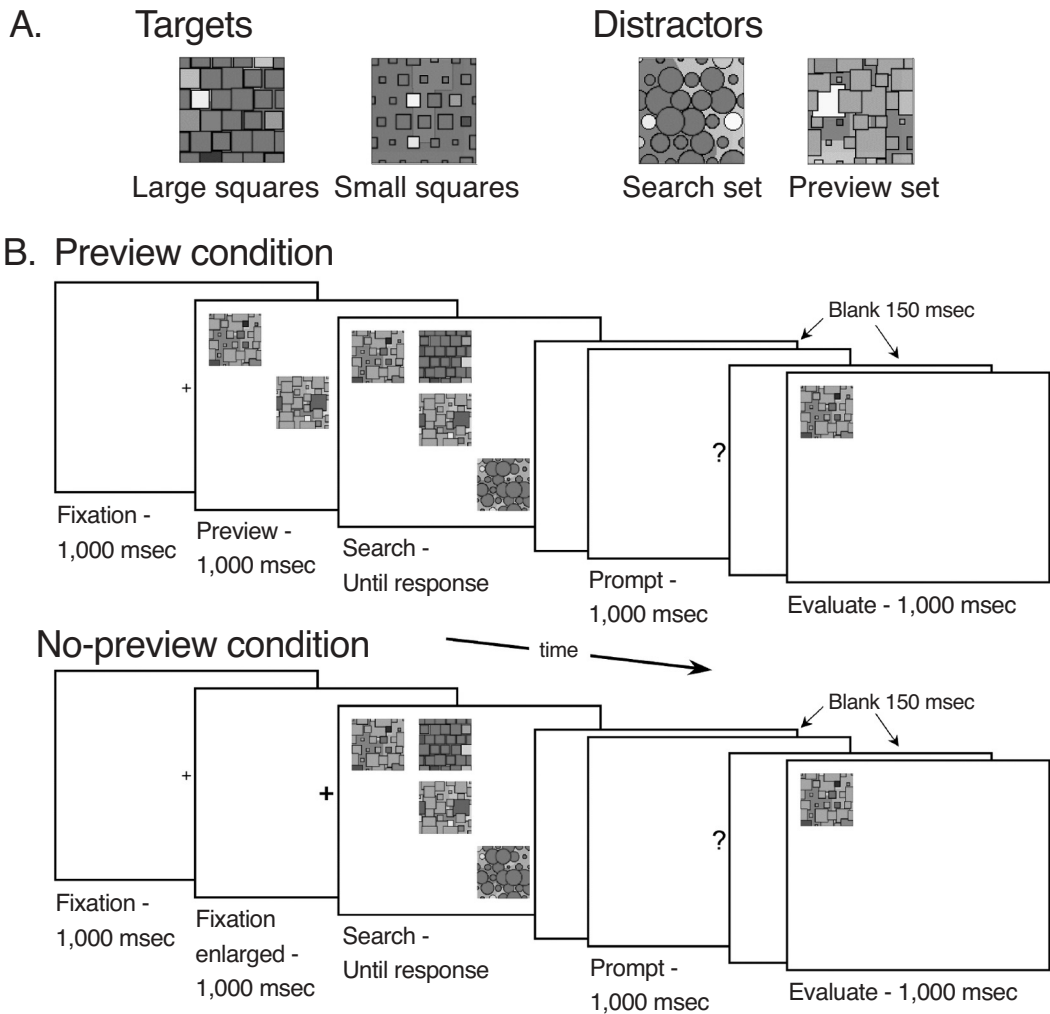 A. Targets Distractors
Large squares Small squares Search set Preview set
B. Preview condition
Blank 150 msec
+
?
Fixation -
1,000 msec
Preview -
1,000 msec
Search -
Until response
Prompt -
1,000 msec
Evaluate - 1,000 msec
No-preview condition
time
Blank 150 msec
+
+
?
Fixation -
1,000 msec
Fixation
enlarged -
1,000 msec
Search -
Until response
Prompt -
1,000 msec
Evaluate - 1,000 msec